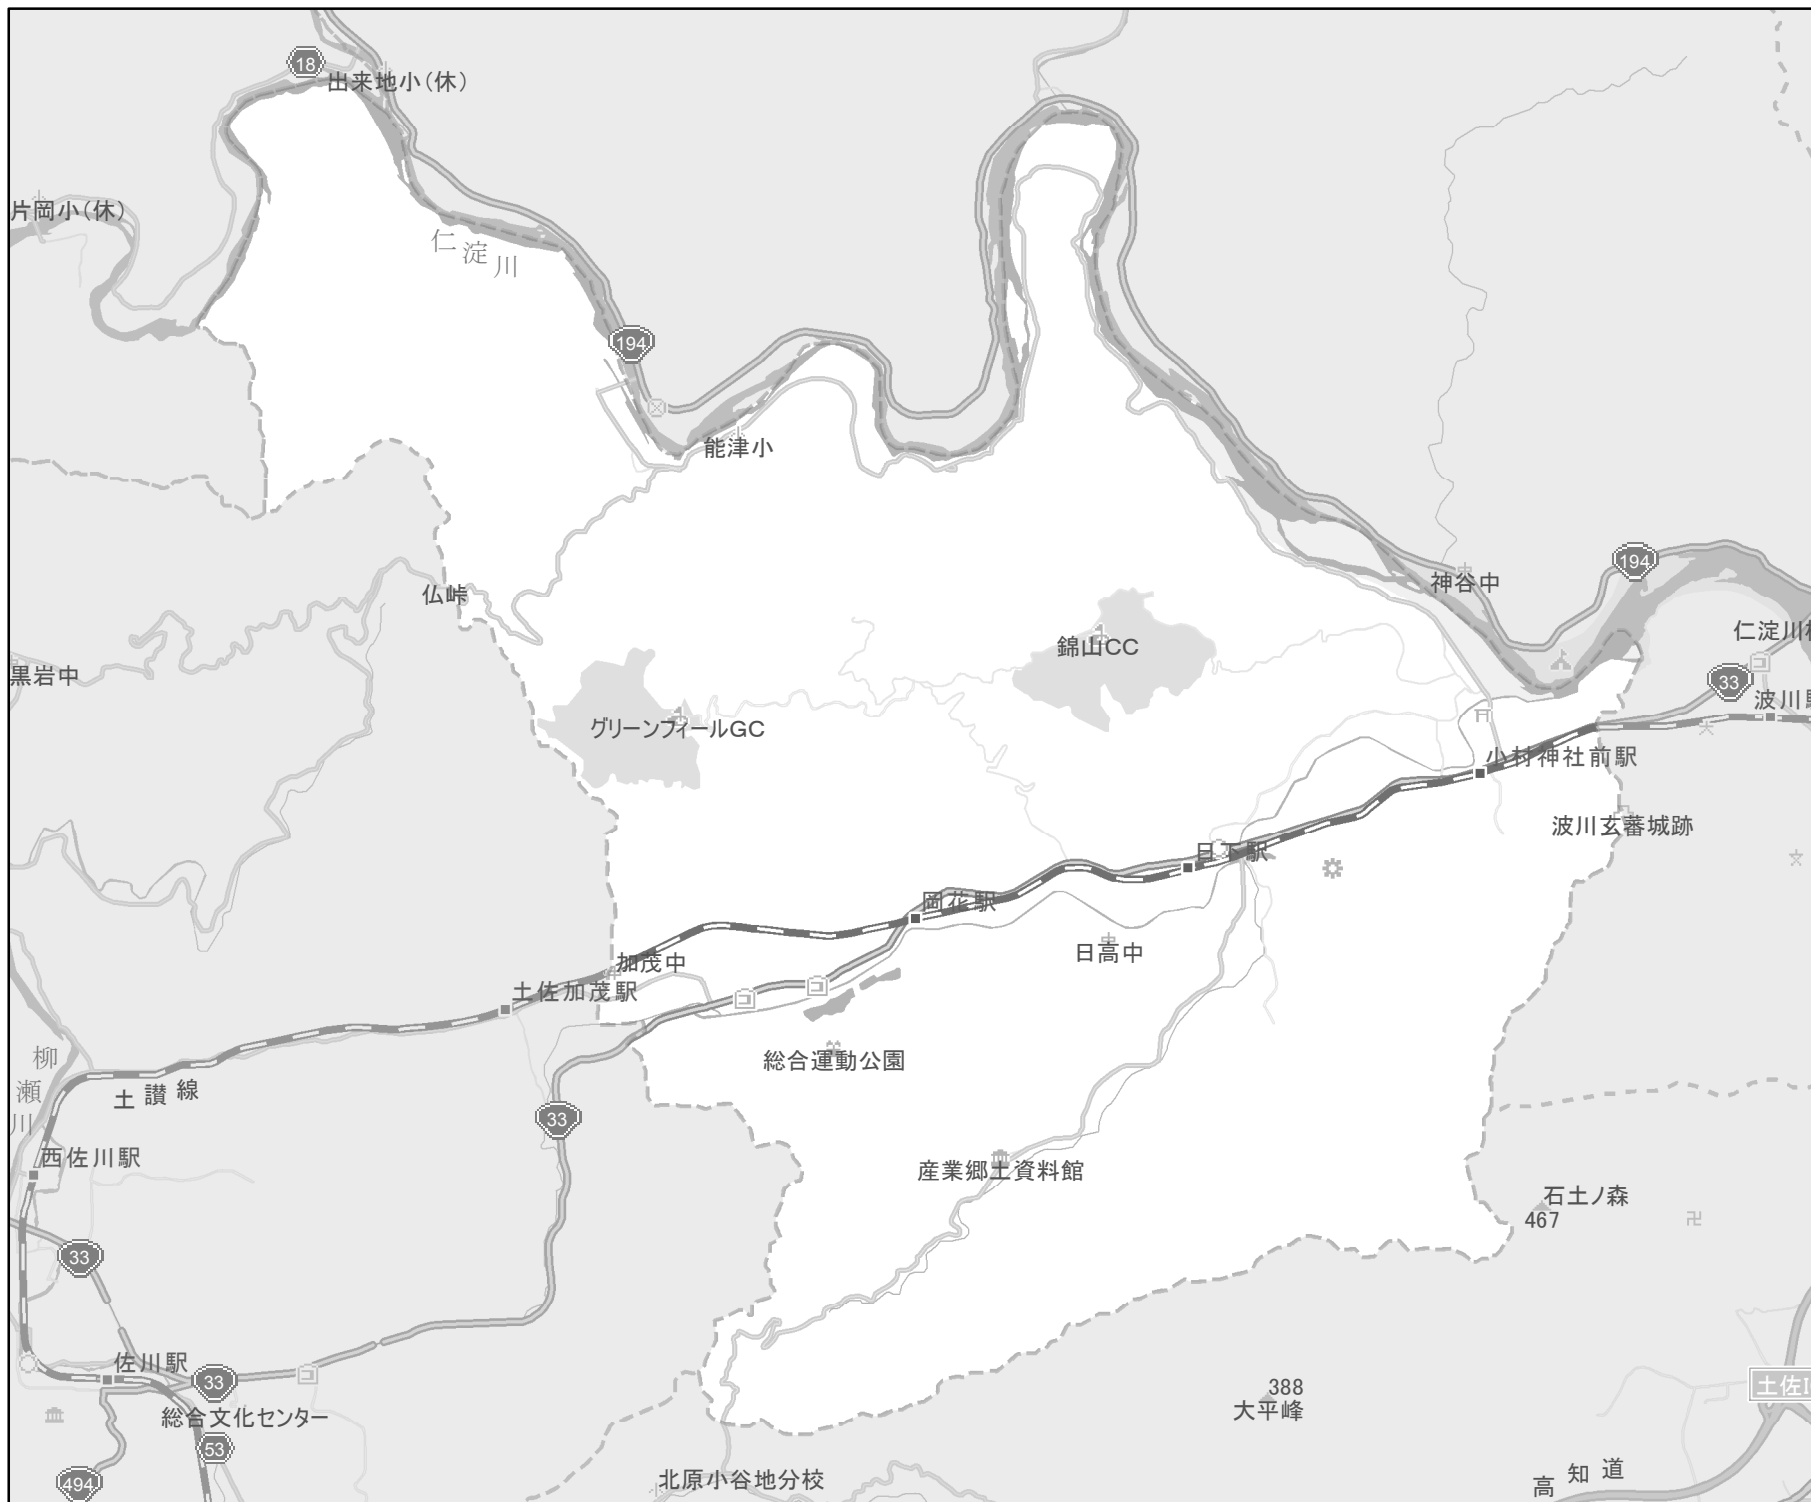 18
出来地小(休)
片岡小(休)
仁淀川
194
能津小
仏峠
神谷中
194
仁淀川
黒岩中
錦山CC
33
波川駅
グリーンフィールGC
小村神社前駅
波川玄蕃城跡
日下駅
岡花駅
日高中
加茂中
土佐加茂駅
総合運動公園
柳瀬川
土讃線
33
西佐川駅
産業郷土資料館
石土ノ森
467
33
佐川駅
33
388
大平峰
土佐I
総合文化センター
53
494
北原小谷地分校
高知道